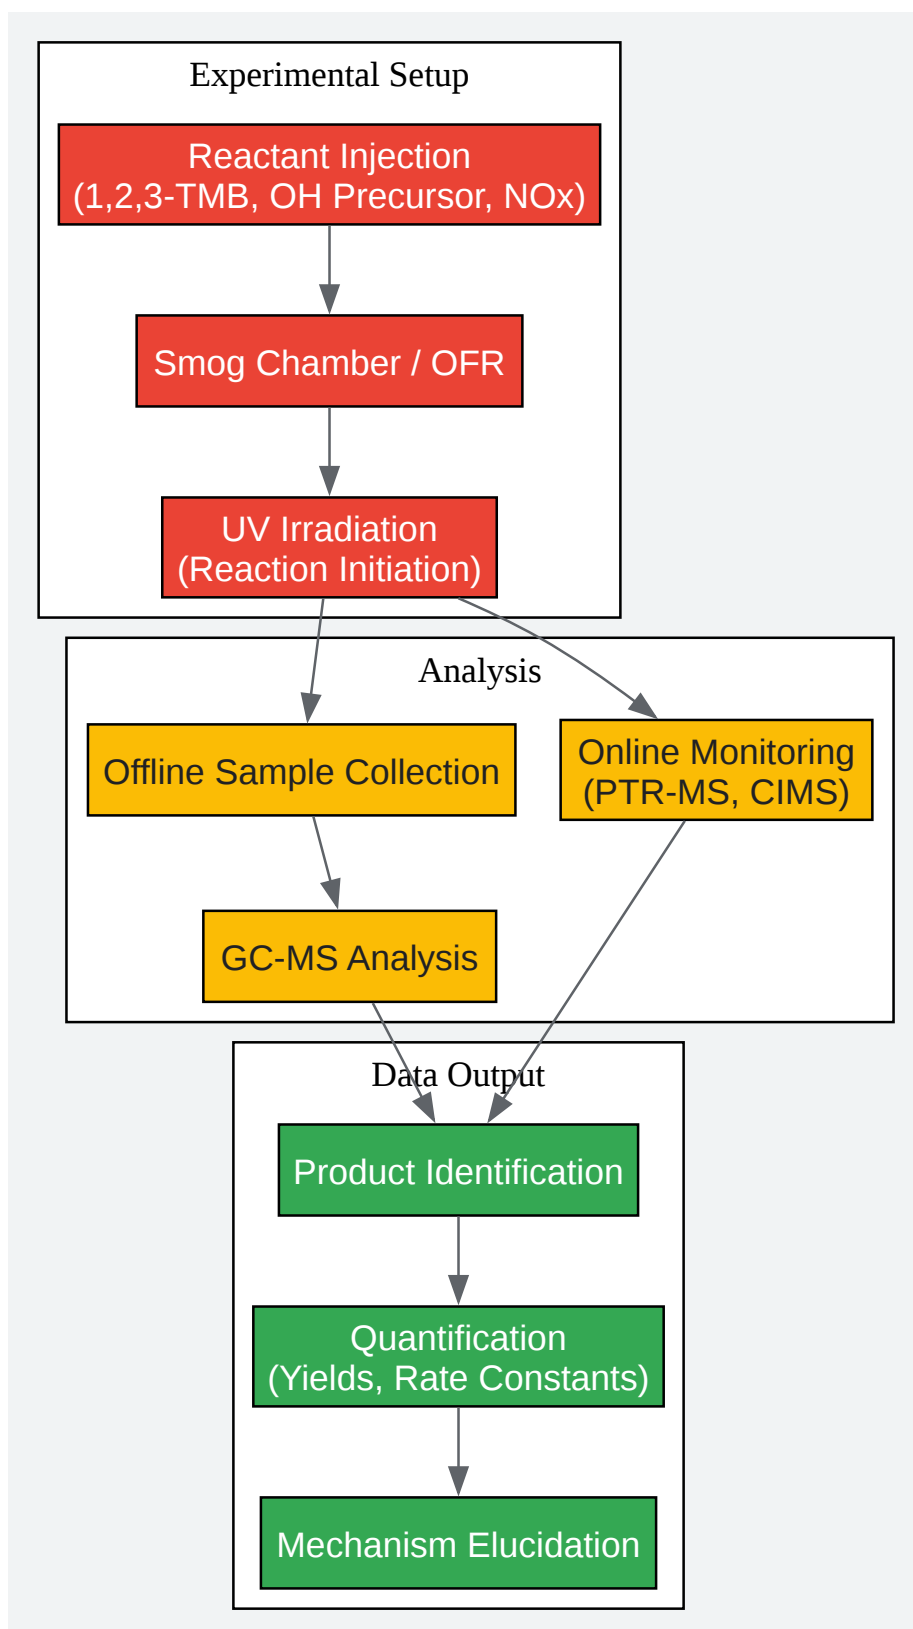 Experimental Setup
Reactant Injection
(1,2,3-TMB, OH Precursor, NOx)
Smog Chamber / OFR
UV Irradiation
(Reaction Initiation)
Analysis
Offline Sample Collection
Online Monitoring
(PTR-MS, CIMS)
GC-MS Analysis
Data Output
Product Identification
Quantification
(Yields, Rate Constants)
Mechanism Elucidation